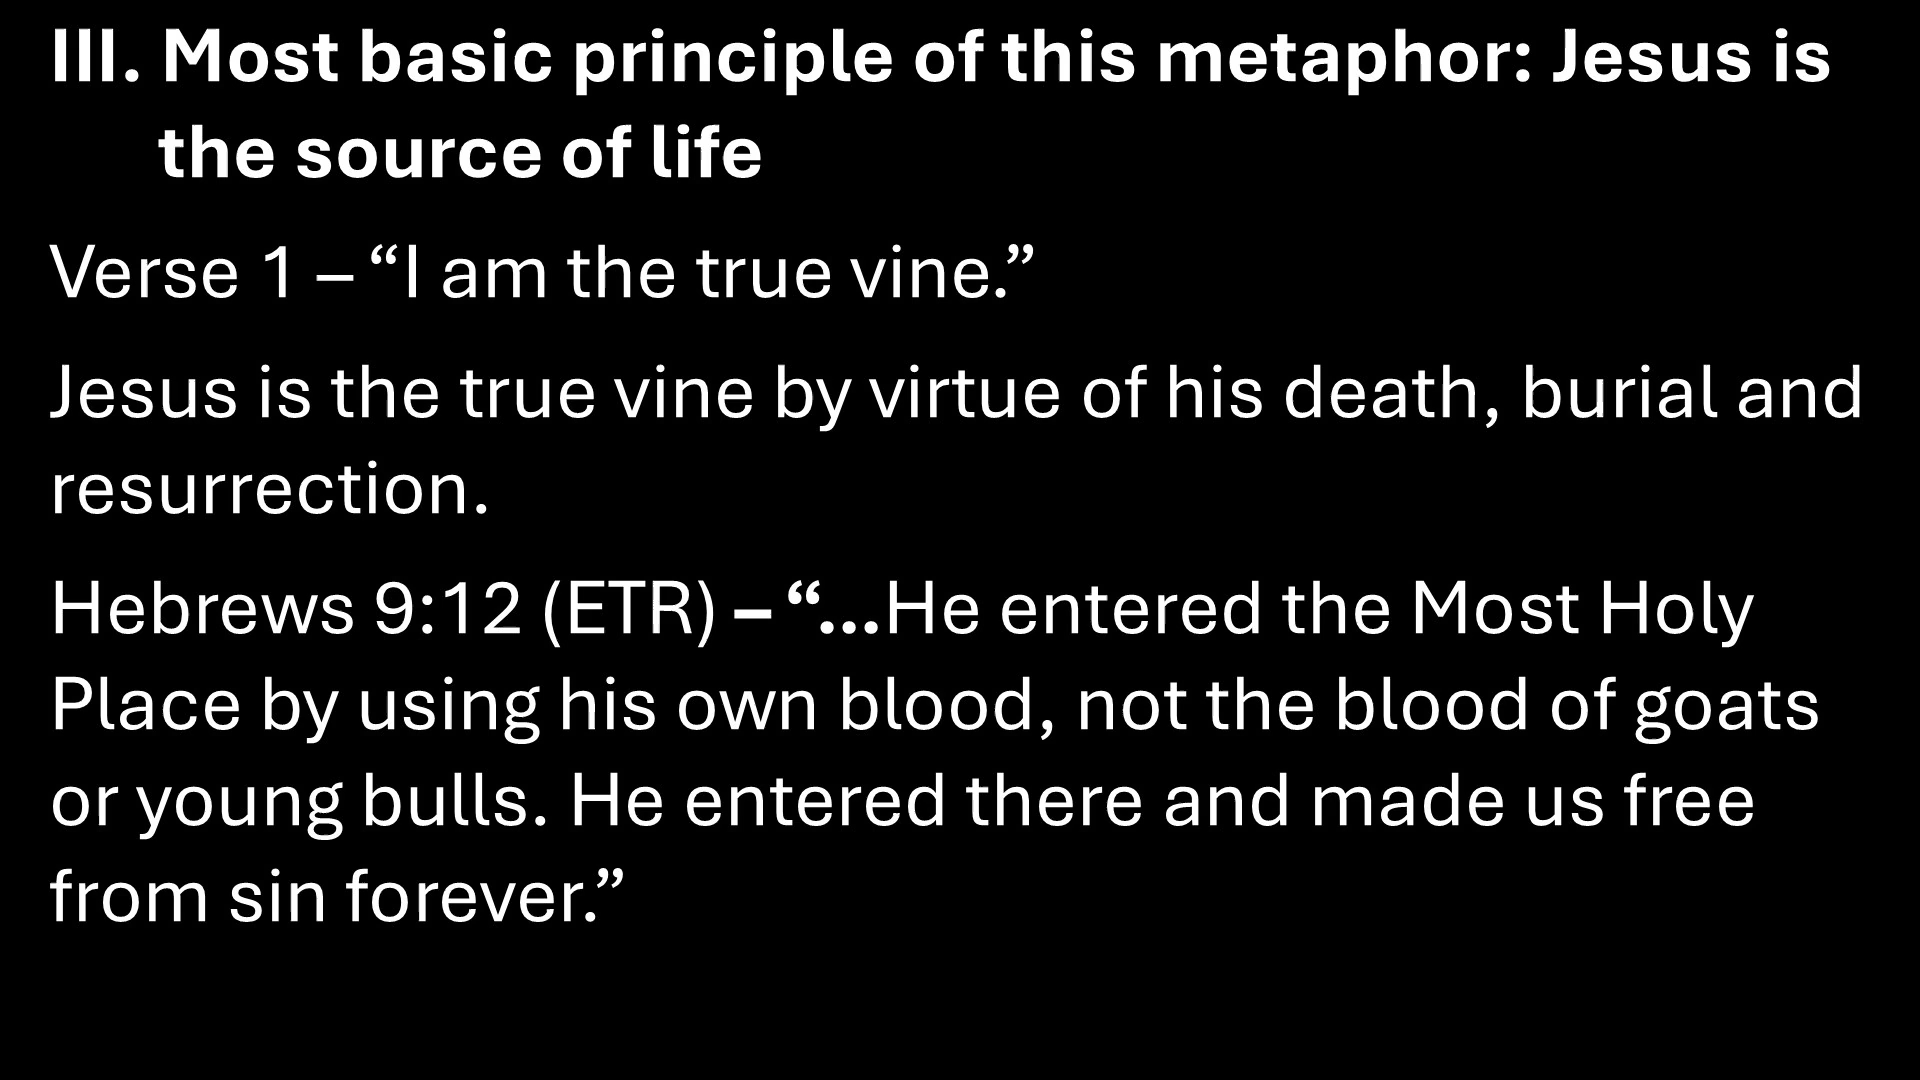 III. Most basic principle of this metaphor: Jesus is
the source of life
Verse 1 – “I am the true vine.”
Jesus is the true vine by virtue of his death, burial and
resurrection.
Hebrews 9:12 (ETR) – “…He entered the Most Holy
Place by using his own blood, not the blood of goats
or young bulls. He entered there and made us free
from sin forever.”